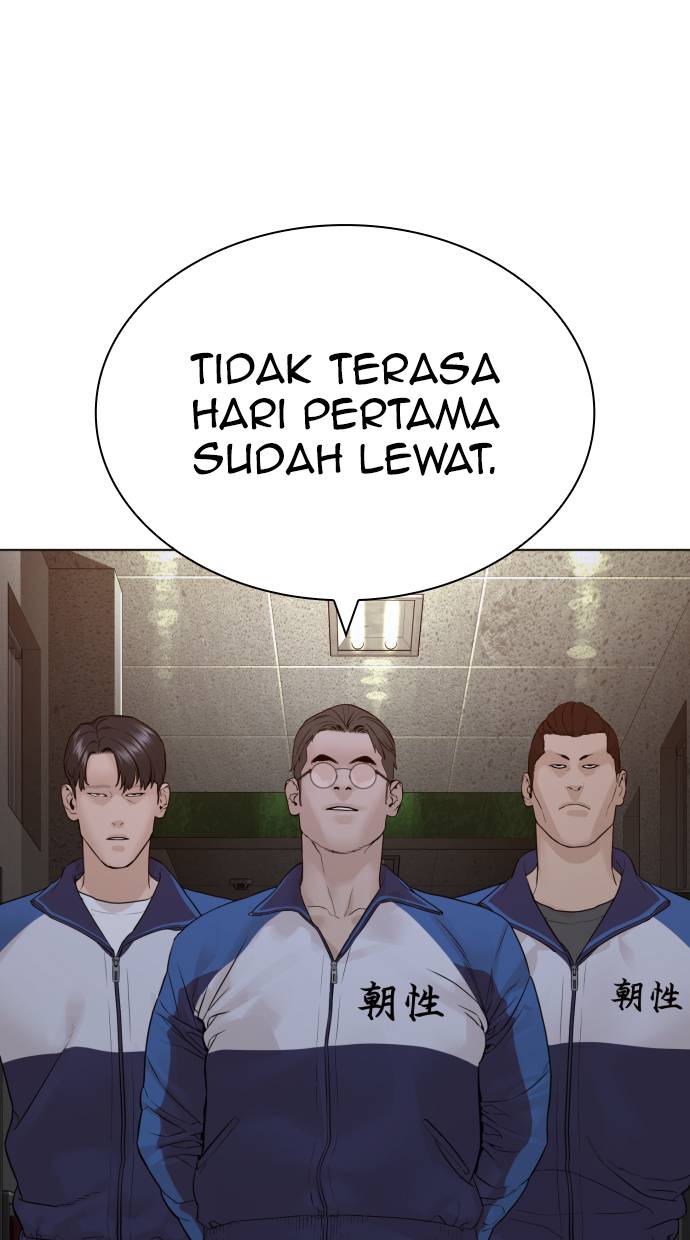 TIDAK TERASA
HARI PERTAMA
SUDAH LEWAT.
朝性
朝性